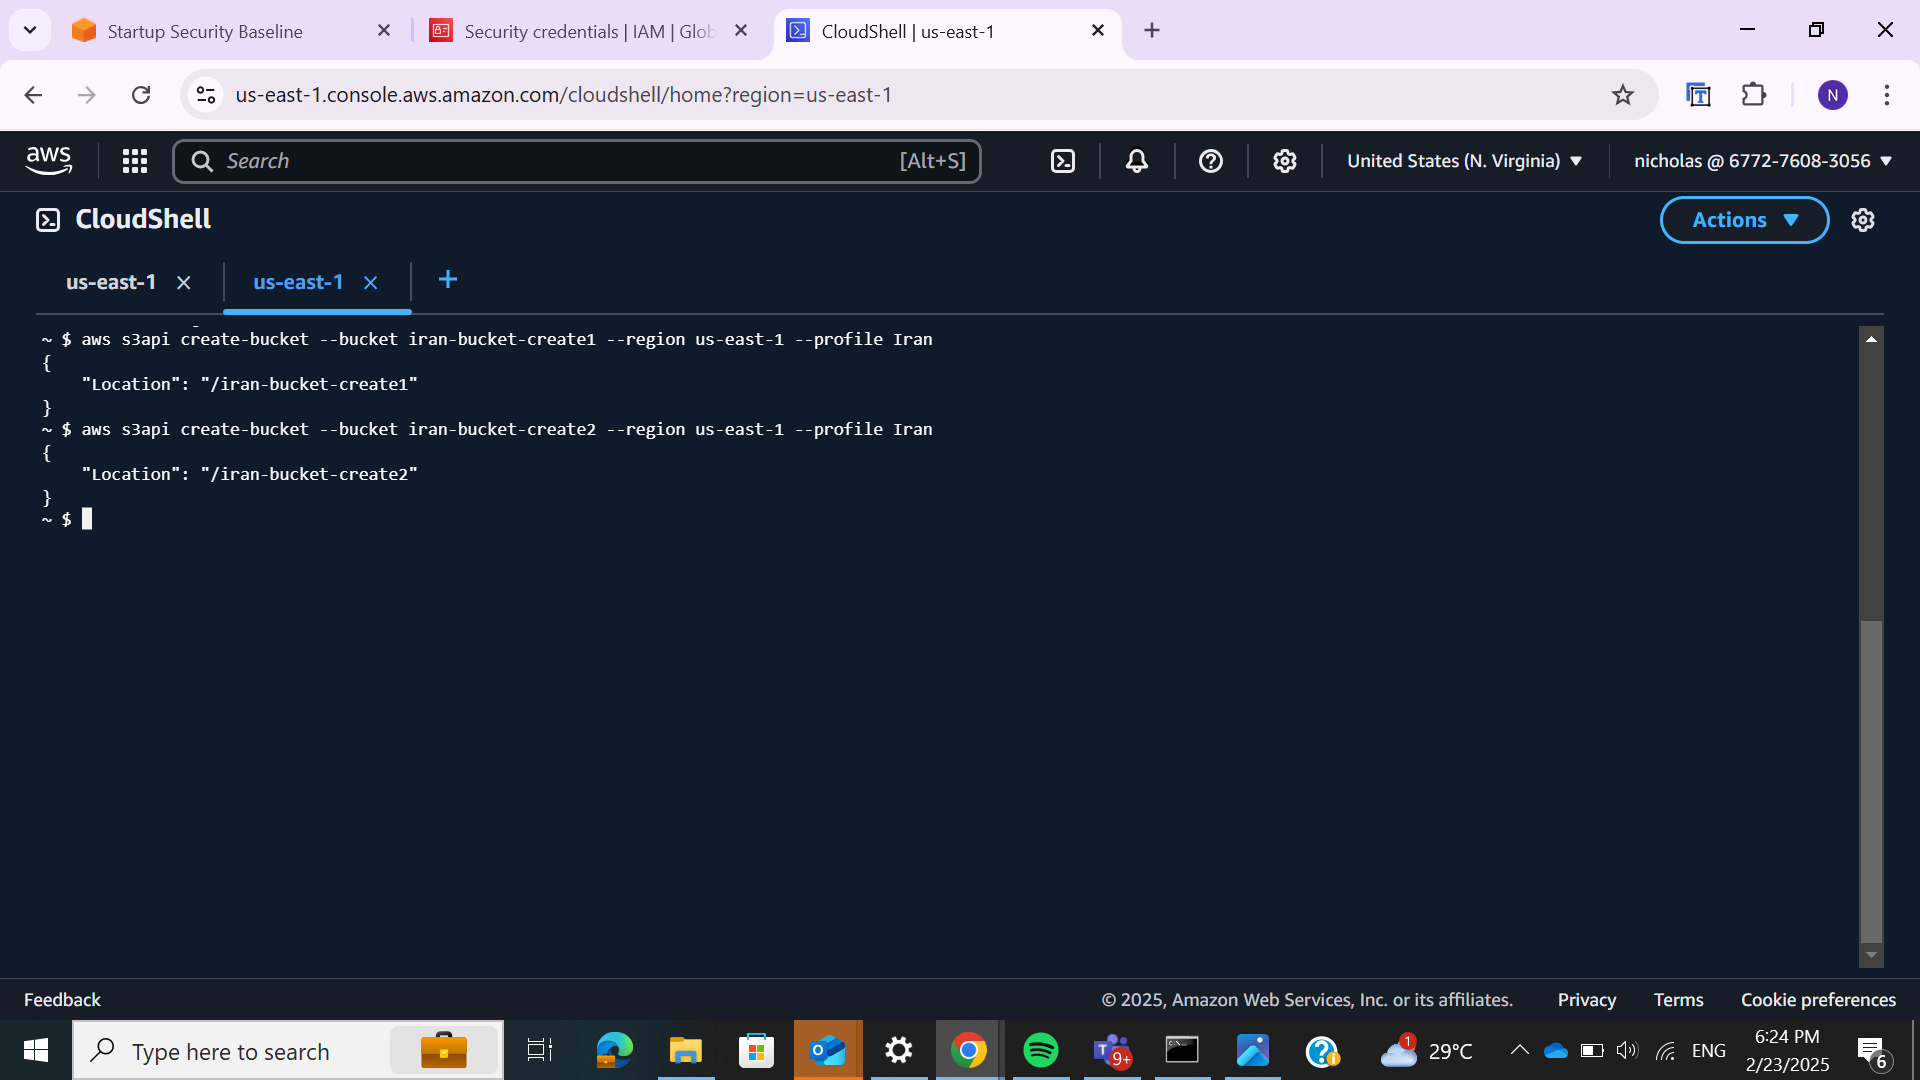 Startup Security Baseline
Security credentials | IAM | Glob
CloudShell | us-east-1
us-east-1.console.aws.amazon.com/cloudshell/home?region=us-east-1
N
aws
Search
[Alt+S]
United States (N. Virginia)
nicholas @ 6772-7608-3056
CloudShell
Actions
us-east-1
us-east-1
~ $ aws s3api create-bucket --bucket iran-bucket-create1 --region us-east-1 --profile Iran
{
"Location": "/iran-bucket-create1"
}
~ $ aws s3api create-bucket --bucket iran-bucket-create2 --region us-east-1 --profile Iran
{
"Location": "/iran-bucket-create2"
}
~ $
Feedback
© 2025, Amazon Web Services, Inc. or its affiliates.
Privacy
Terms
Cookie preferences
Type here to search
9+
1
29°C
ENG
6:24 PM
2/23/2025
6